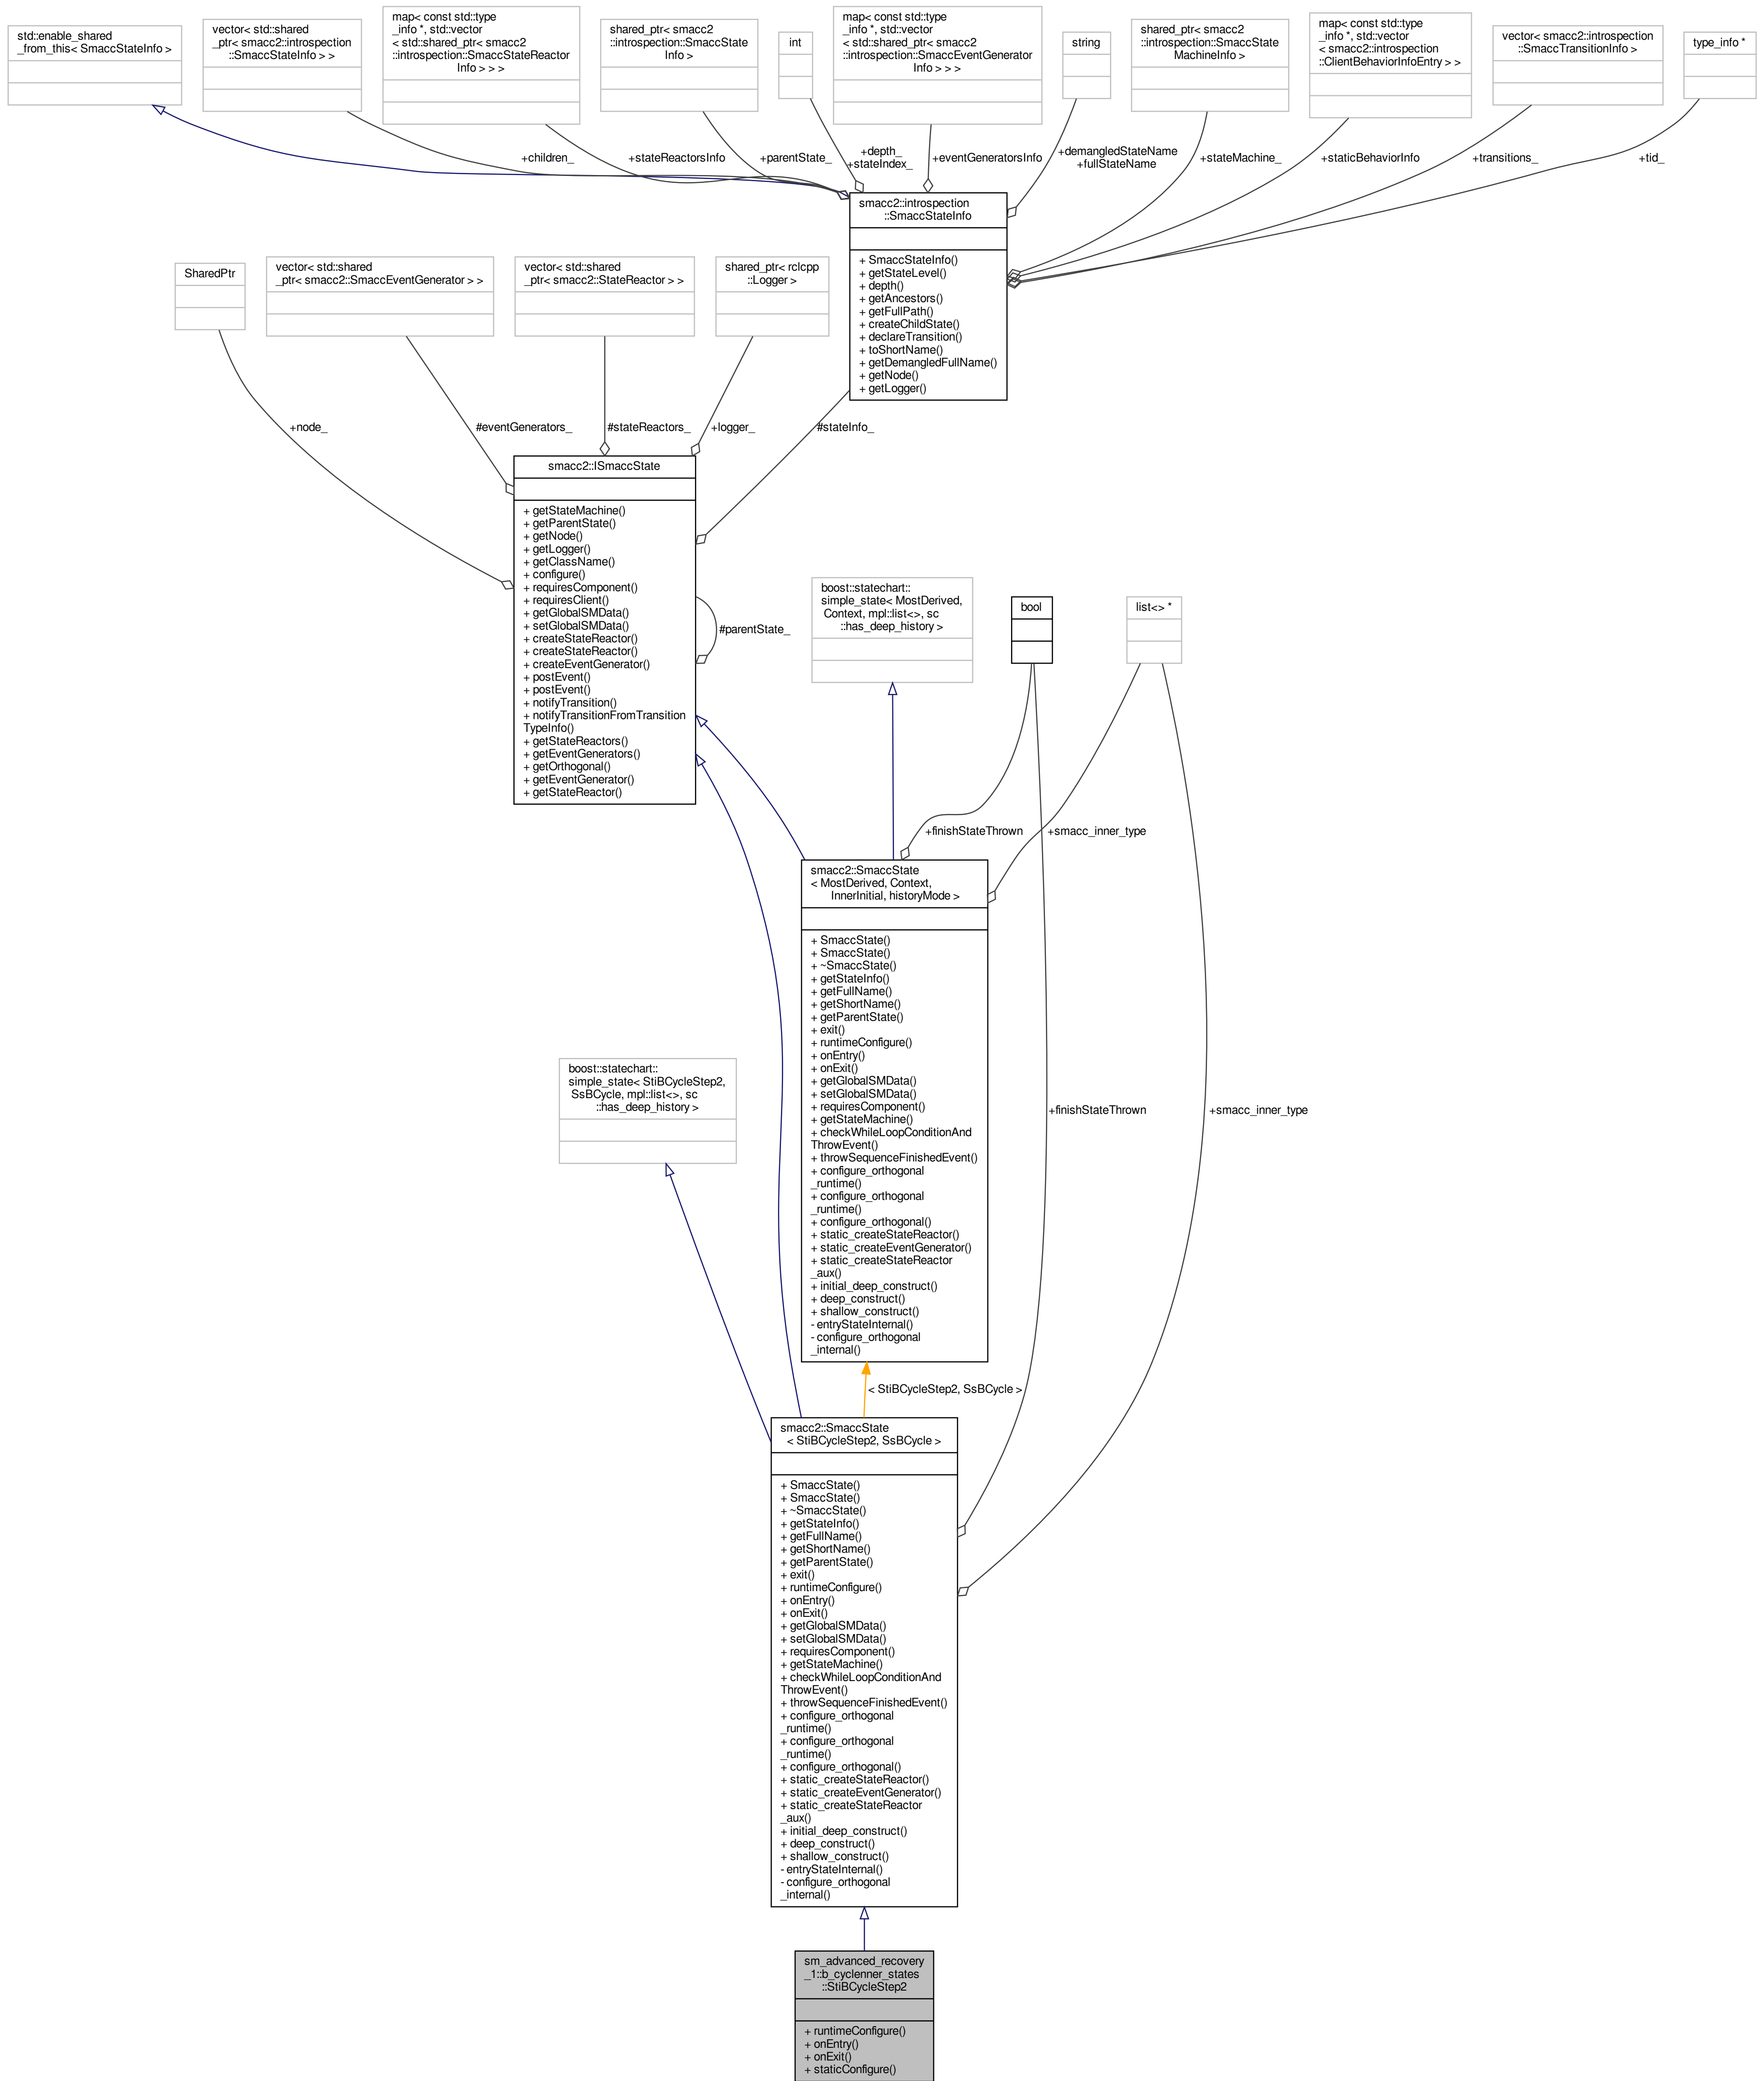 std::enable_shared
_from_this< SmaccStateInfo >
vector< std::shared
_ptr< smacc2::introspection
::SmaccStateInfo > >
map< const std::type
_info *, std::vector
< std::shared_ptr< smacc2
::introspection::SmaccStateReactor
Info > > >
shared_ptr< smacc2
::introspection::SmaccState
Info >
int
map< const std::type
_info *, std::vector
< std::shared_ptr< smacc2
::introspection::SmaccEventGenerator
Info > > >
string
shared_ptr< smacc2
::introspection::SmaccState
MachineInfo >
map< const std::type
_info *, std::vector
< smacc2::introspection
::ClientBehaviorInfoEntry > >
vector< smacc2::introspection
::SmaccTransitionInfo >
type_info *
+children_
+stateReactorsInfo
+parentState_
+depth_
+stateIndex_
+eventGeneratorsInfo
+demangledStateName
+fullStateName
+stateMachine_
+staticBehaviorInfo
+transitions_
+tid_
smacc2::introspection
::SmaccStateInfo
+ SmaccStateInfo()
+ getStateLevel()
+ depth()
+ getAncestors()
+ getFullPath()
+ createChildState()
+ declareTransition()
+ toShortName()
+ getDemangledFullName()
+ getNode()
+ getLogger()
SharedPtr
vector< std::shared
_ptr< smacc2::SmaccEventGenerator > >
vector< std::shared
_ptr< smacc2::StateReactor > >
shared_ptr< rclcpp
::Logger >
+node_
#eventGenerators_
#stateReactors_
+logger_
#stateInfo_
smacc2::ISmaccState
+ getStateMachine()
+ getParentState()
+ getNode()
+ getLogger()
+ getClassName()
+ configure()
+ requiresComponent()
+ requiresClient()
+ getGlobalSMData()
+ setGlobalSMData()
+ createStateReactor()
+ createStateReactor()
+ createEventGenerator()
+ postEvent()
+ postEvent()
+ notifyTransition()
+ notifyTransitionFromTransition
TypeInfo()
+ getStateReactors()
+ getEventGenerators()
+ getOrthogonal()
+ getEventGenerator()
+ getStateReactor()
#parentState_
boost::statechart::
simple_state< MostDerived,
Context, mpl::list<>, sc
::has_deep_history >
bool
list<> *
+finishStateThrown
+smacc_inner_type
smacc2::SmaccState
< MostDerived, Context,
InnerInitial, historyMode >
+ SmaccState()
+ SmaccState()
+ ~SmaccState()
+ getStateInfo()
+ getFullName()
+ getShortName()
+ getParentState()
+ exit()
+ runtimeConfigure()
+ onEntry()
+ onExit()
+ getGlobalSMData()
+ setGlobalSMData()
+ requiresComponent()
+ getStateMachine()
+ checkWhileLoopConditionAnd
ThrowEvent()
+ throwSequenceFinishedEvent()
+ configure_orthogonal
_runtime()
+ configure_orthogonal
_runtime()
+ configure_orthogonal()
+ static_createStateReactor()
+ static_createEventGenerator()
+ static_createStateReactor
_aux()
+ initial_deep_construct()
+ deep_construct()
+ shallow_construct()
- entryStateInternal()
- configure_orthogonal
_internal()
boost::statechart::
simple_state< StiBCycleStep2,
SsBCycle, mpl::list<>, sc
::has_deep_history >
+finishStateThrown
+smacc_inner_type
< StiBCycleStep2, SsBCycle >
smacc2::SmaccState
< StiBCycleStep2, SsBCycle >
+ SmaccState()
+ SmaccState()
+ ~SmaccState()
+ getStateInfo()
+ getFullName()
+ getShortName()
+ getParentState()
+ exit()
+ runtimeConfigure()
+ onEntry()
+ onExit()
+ getGlobalSMData()
+ setGlobalSMData()
+ requiresComponent()
+ getStateMachine()
+ checkWhileLoopConditionAnd
ThrowEvent()
+ throwSequenceFinishedEvent()
+ configure_orthogonal
_runtime()
+ configure_orthogonal
_runtime()
+ configure_orthogonal()
+ static_createStateReactor()
+ static_createEventGenerator()
+ static_createStateReactor
_aux()
+ initial_deep_construct()
+ deep_construct()
+ shallow_construct()
- entryStateInternal()
- configure_orthogonal
_internal()
sm_advanced_recovery
_1::b_cyclenner_states
::StiBCycleStep2
+ runtimeConfigure()
+ onEntry()
+ onExit()
+ staticConfigure()